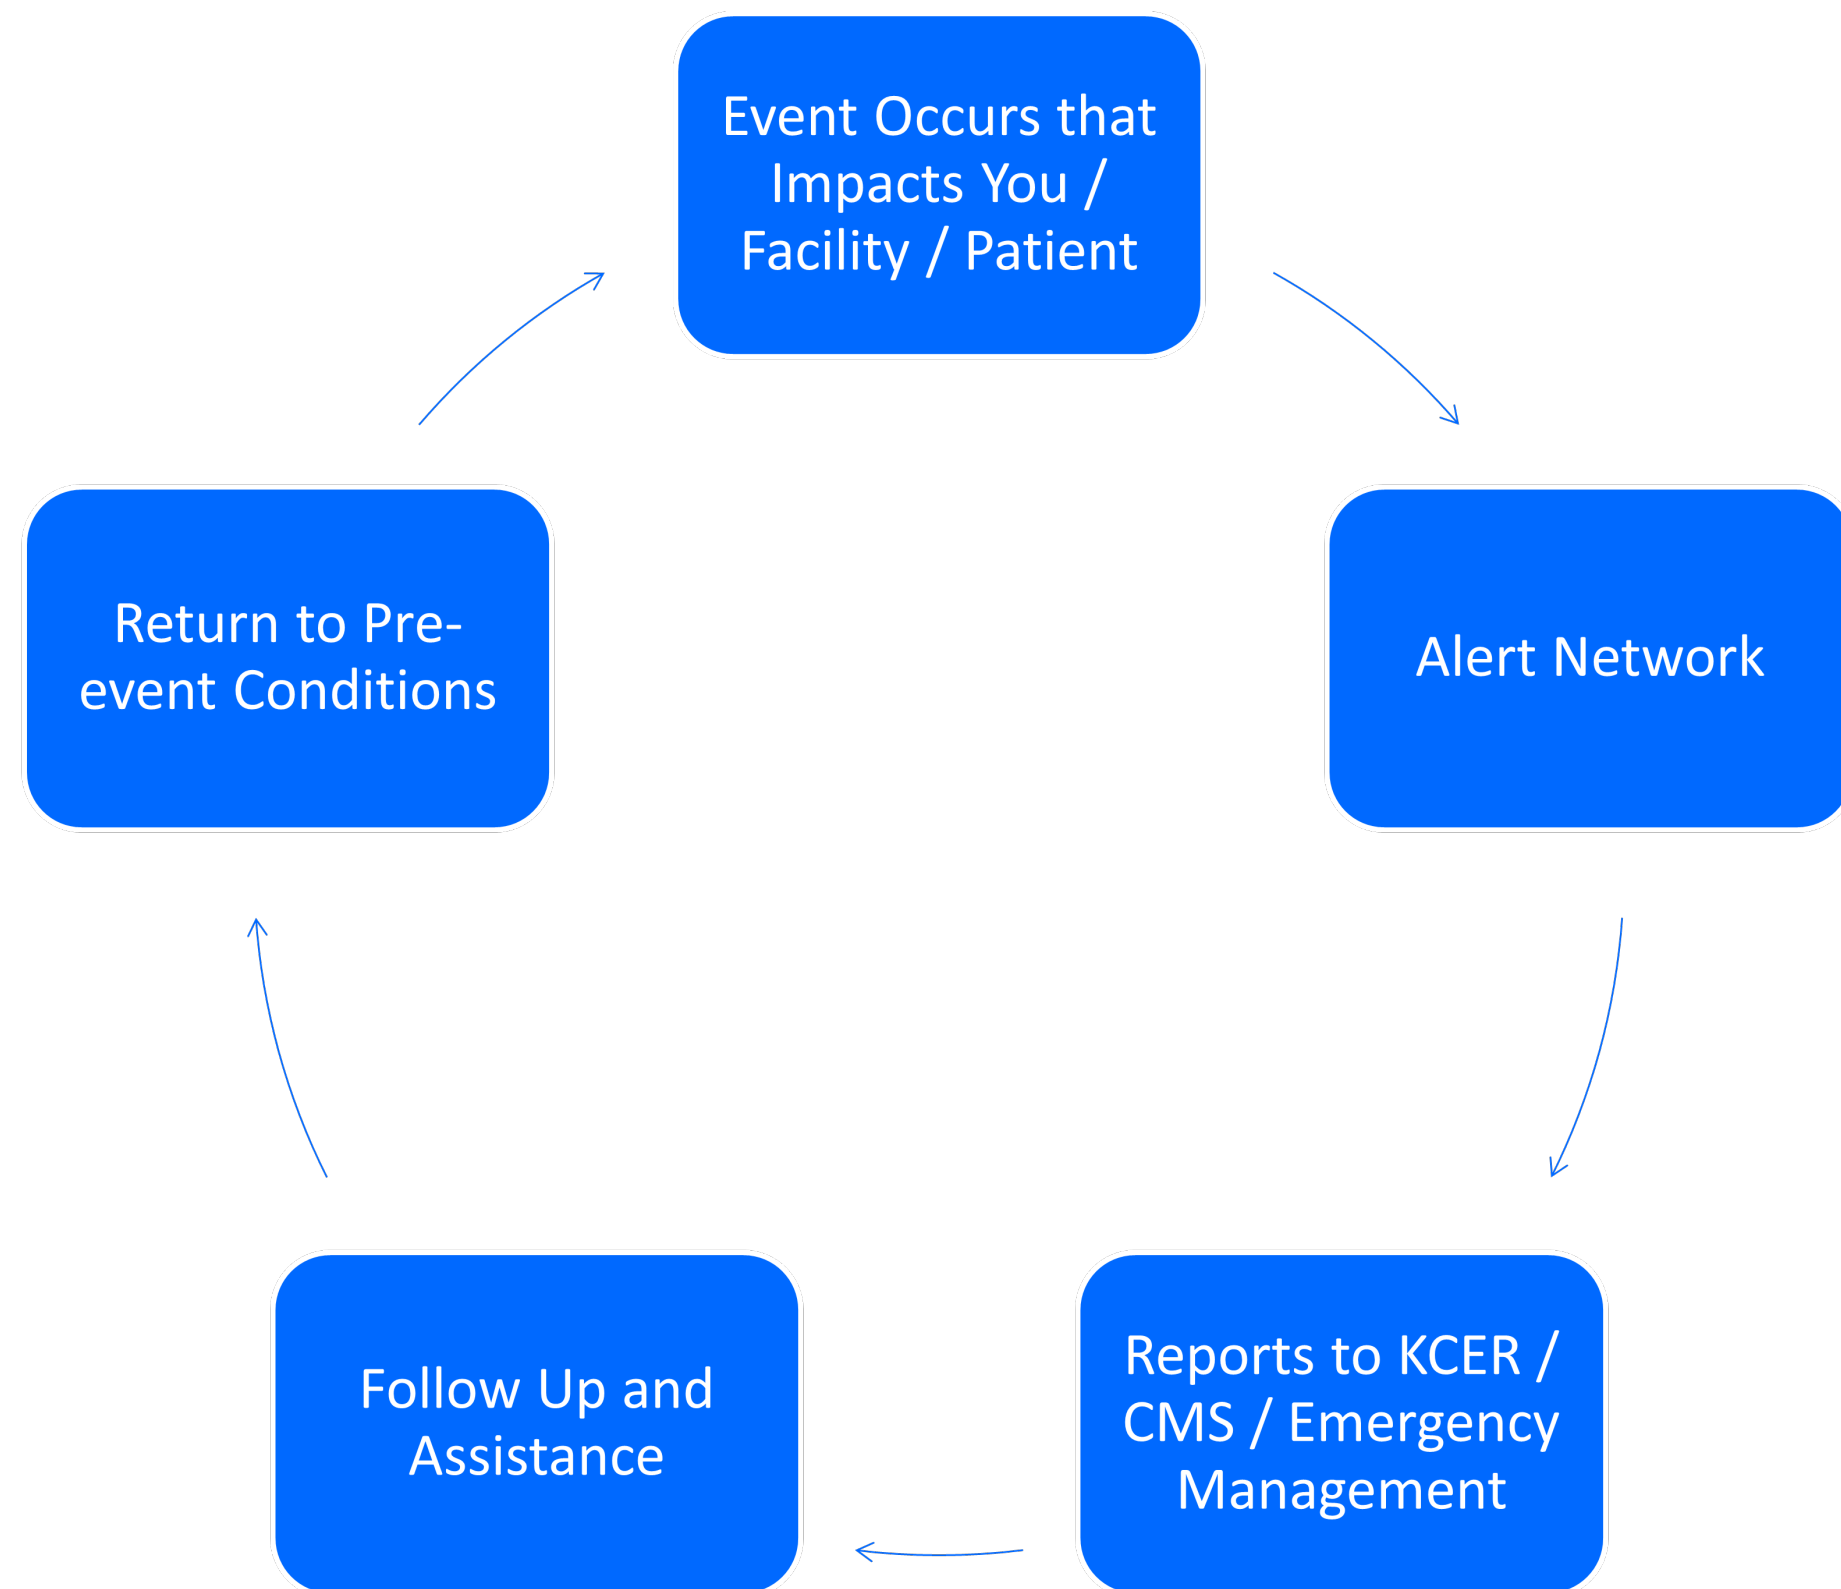 Event Occurs that
Impacts You /
Facility / Patient
Alert Network
Reports to KCER /
CMS / Emergency
Management
Follow Up and
Assistance
Return to Pre-
event Conditions